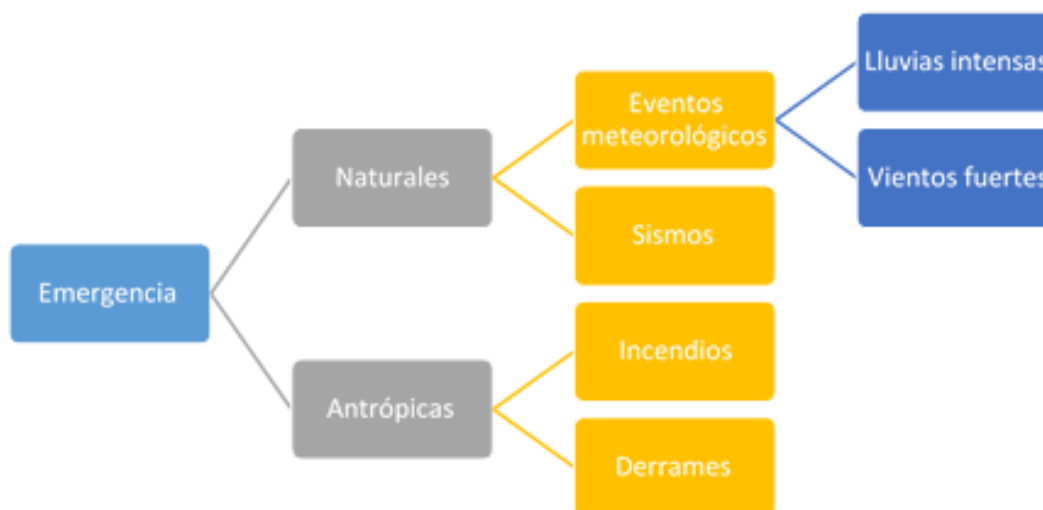 Emergencia
Naturales
Eventos
meteorológicos
Lluvias intensas
Vientos fuertes
Sismos
Antrópicas
Incendios
Derrames